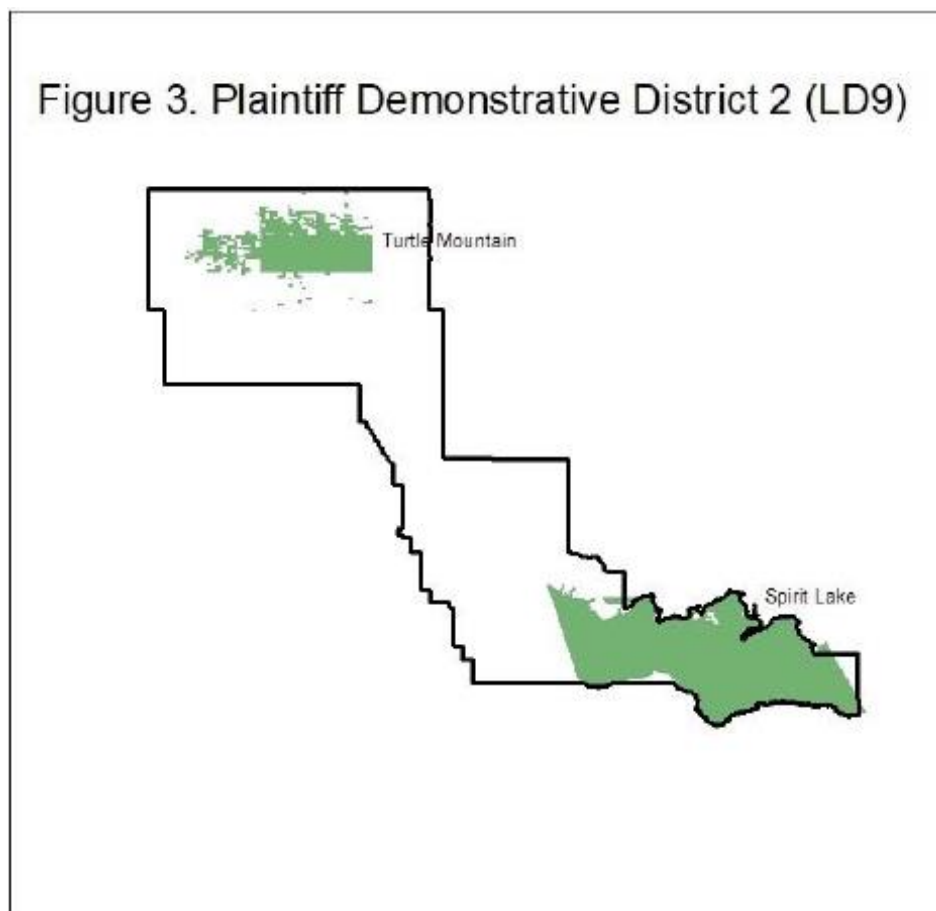 Figure 3. Plaintiff Demonstrative District 2 (LD9)
Turtle Mountain
Spirit Lake